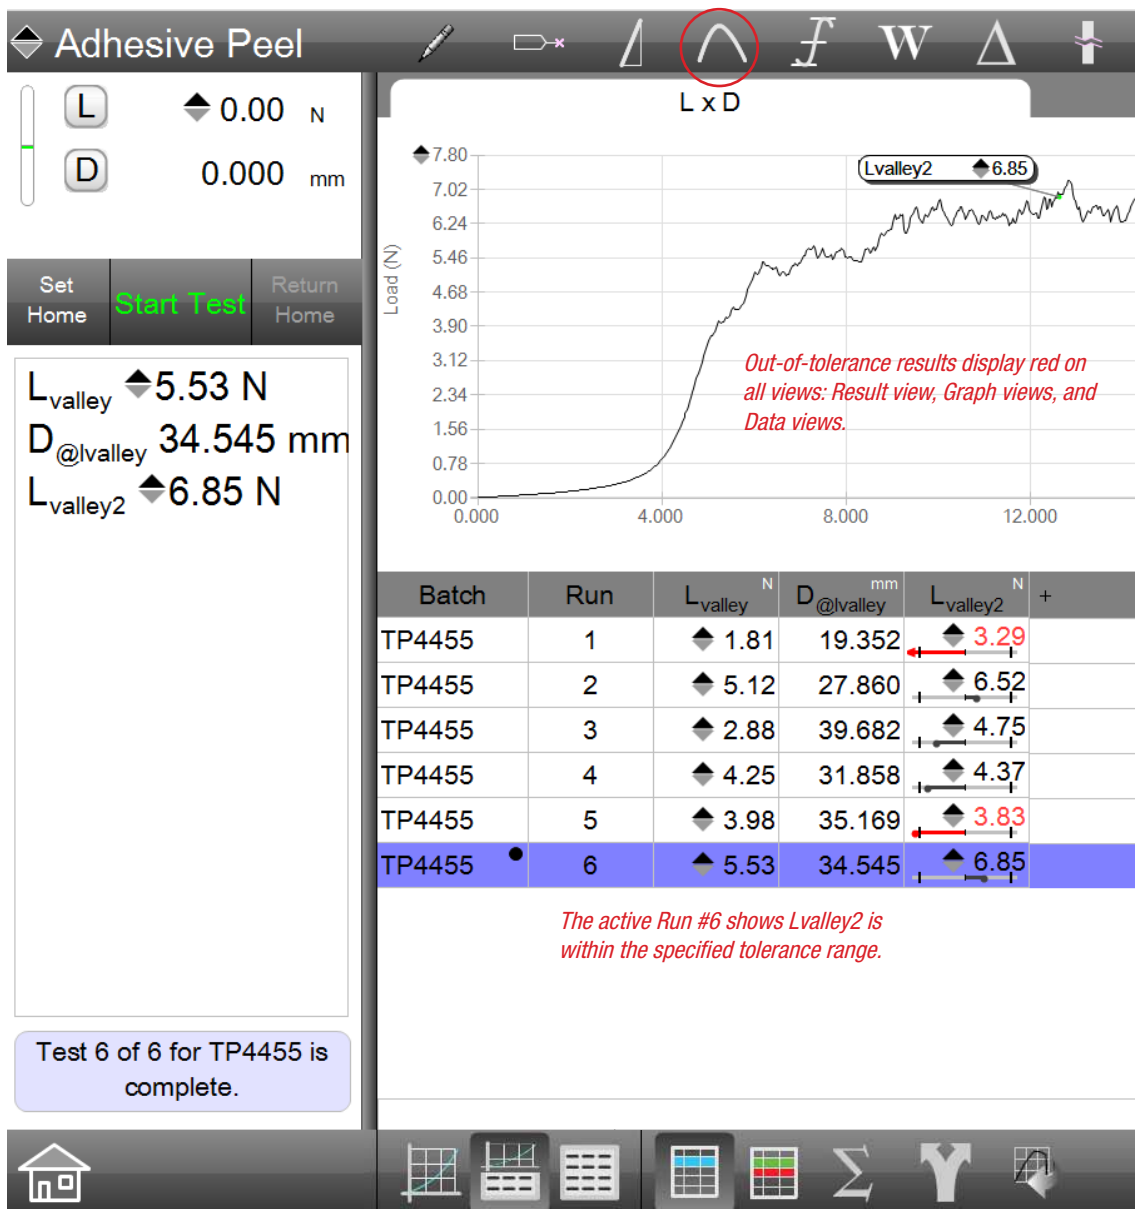 Adhesive Peel
W
L 0.00 N
D 0.000 mm
Set Home
Start Test
Return Home
Lvalley 5.53 N
D@lvalley 34.545 mm
Lvalley2 6.85 N
Test 6 of 6 for TP4455 is
complete.
L x D
Lvalley2 6.85
Load (N)
7.80
7.02
6.24
5.46
4.68
3.90
3.12
2.34
1.56
0.78
0.00
0.000 4.000 8.000 12.000
Out-of-tolerance results display red on
all views: Result view, Graph views, and
Data views.
Batch Run Lvalley N D@lvalley mm Lvalley2 N +
TP4455 1 1.81 19.352 3.29
TP4455 2 5.12 27.860 6.52
TP4455 3 2.88 39.682 4.75
TP4455 4 4.25 31.858 4.37
TP4455 5 3.98 35.169 3.83
TP4455 6 5.53 34.545 6.85
The active Run #6 shows Lvalley2 is
within the specified tolerance range.